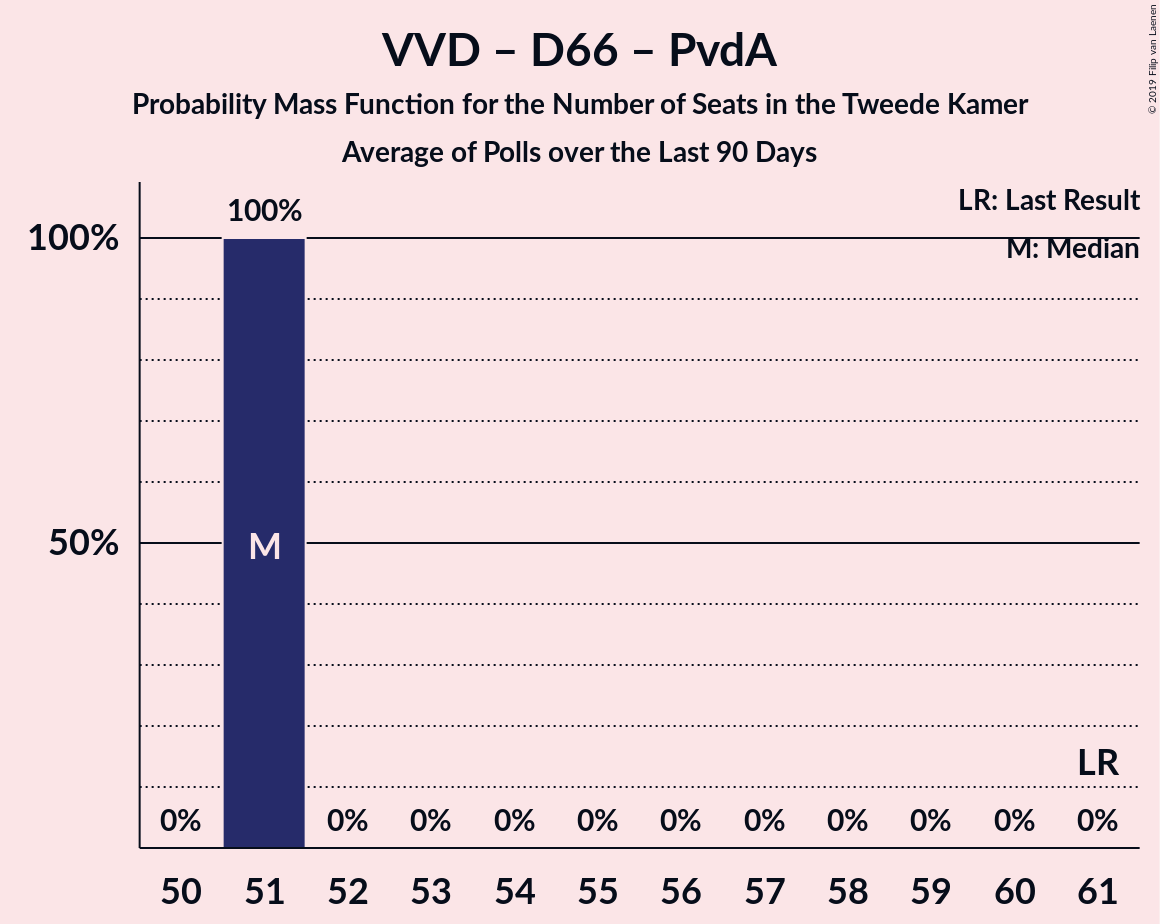 VVD – D66 – PvdA
Probability Mass Function for the Number of Seats in the Tweede Kamer
Average of Polls over the Last 90 Days
© 2019 Filip van Laenen
LR: Last Result
M: Median
100%
100%
50%
M
LR
0% 0% 0% 0% 0% 0% 0% 0% 0% 0% 0%
50 51 52 53 54 55 56 57 58 59 60 61